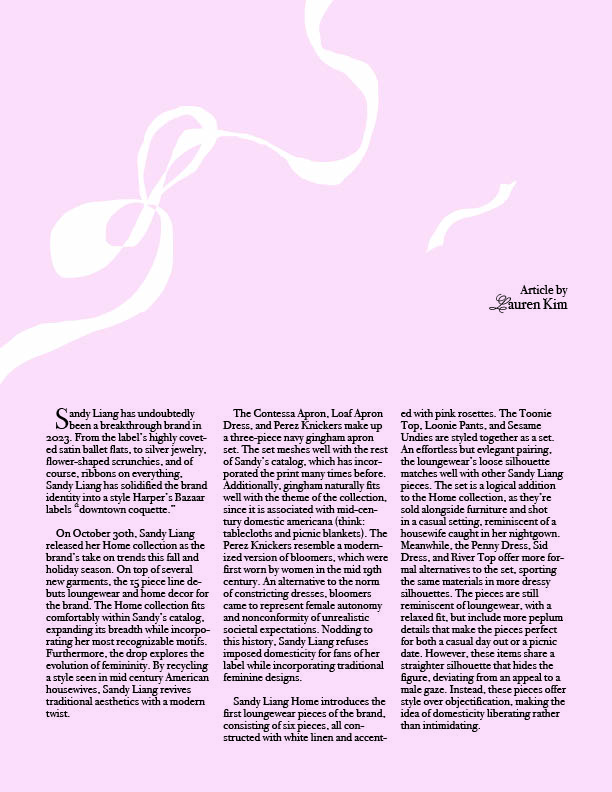 Article by
Lauren Kim
Sandy Liang has undoubtedly
been a breakthrough brand in
2023. From the label's highly covet-
ed satin ballet flats, to silver jewelry,
flower-shaped scrunchies, and of
course, ribbons on everything,
Sandy Liang has solidified the brand
identity into a style Harper's Bazaar
labels “downtown coquette.”
On October 30th, Sandy Liang
released her Home collection as the
brand's take on trends this fall and
holiday season. On top of several
new garments, the 15 piece line de-
buts loungewear and home decor for
the brand. The Home collection fits
comfortably within Sandy's catalog,
expanding its breadth while incorpo-
rating her most recognizable motifs.
Furthermore, the drop explores the
evolution of femininity. By recycling
a style seen in mid century American
housewives, Sandy Liang revives
traditional aesthetics with a modern
twist.
The Contessa Apron, Loaf Apron
Dress, and Perez Knickers make up
a three-piece navy gingham apron
set. The set meshes well with the rest
of Sandy's catalog, which has incor-
porated the print many times before.
Additionally, gingham naturally fits
well with the theme of the collection,
since it is associated with mid-cen-
tury domestic americana (think:
tablecloths and picnic blankets). The
Perez Knickers resemble a modern-
ized version of bloomers, which were
first worn by women in the mid 19th
century. An alternative to the norm
of constricting dresses, bloomers
came to represent female autonomy
and nonconformity of unrealistic
societal expectations. Nodding to
this history, Sandy Liang refuses
imposed domesticity for fans of her
label while incorporating traditional
feminine designs.
Sandy Liang Home introduces the
first loungewear pieces of the brand,
consisting of six pieces, all con-
structed with white linen and accent-
ed with pink rosettes. The Toonie
Top, Loonie Pants, and Sesame
Undies are styled together as a set.
An effortless but evlegant pairing,
the loungewear's loose silhouette
matches well with other Sandy Liang
pieces. The set is a logical addition
to the Home collection, as they're
sold alongside furniture and shot
in a casual setting, reminiscent of a
housewife caught in her nightgown.
Meanwhile, the Penny Dress, Sid
Dress, and River Top offer more for-
mal alternatives to the set, sporting
the same materials in more dressy
silhouettes. The pieces are still
reminiscent of loungewear, with a
relaxed fit, but include more peplum
details that make the pieces perfect
for both a casual day out or a picnic
date. However, these items share a
straighter silhouette that hides the
figure, deviating from an appeal to a
male gaze. Instead, these pieces offer
style over objectification, making the
idea of domesticity liberating rather
than intimidating.